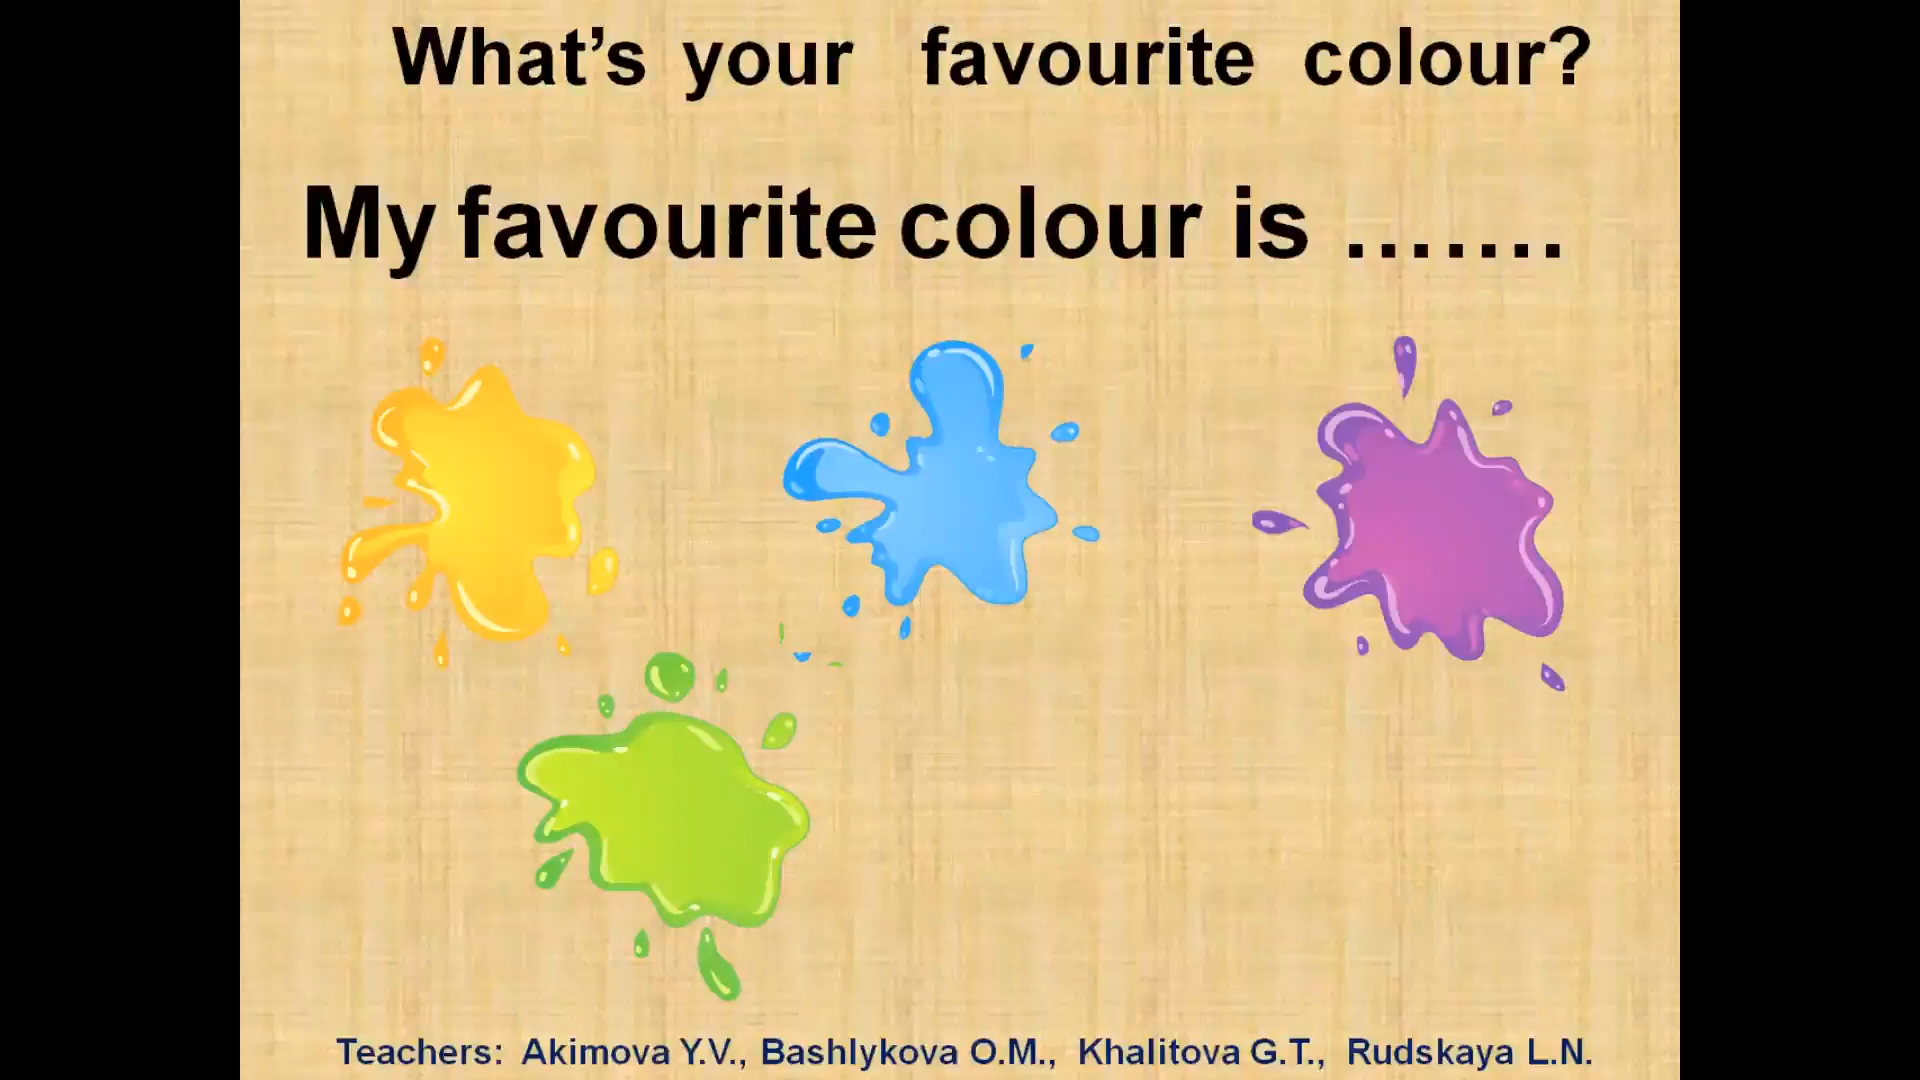 What’s your favourite colour?
My favourite colour is .......
Teachers: Akimova Y.V., Bashlykova O.M., Khalitova G.T., Rudskaya L.N.